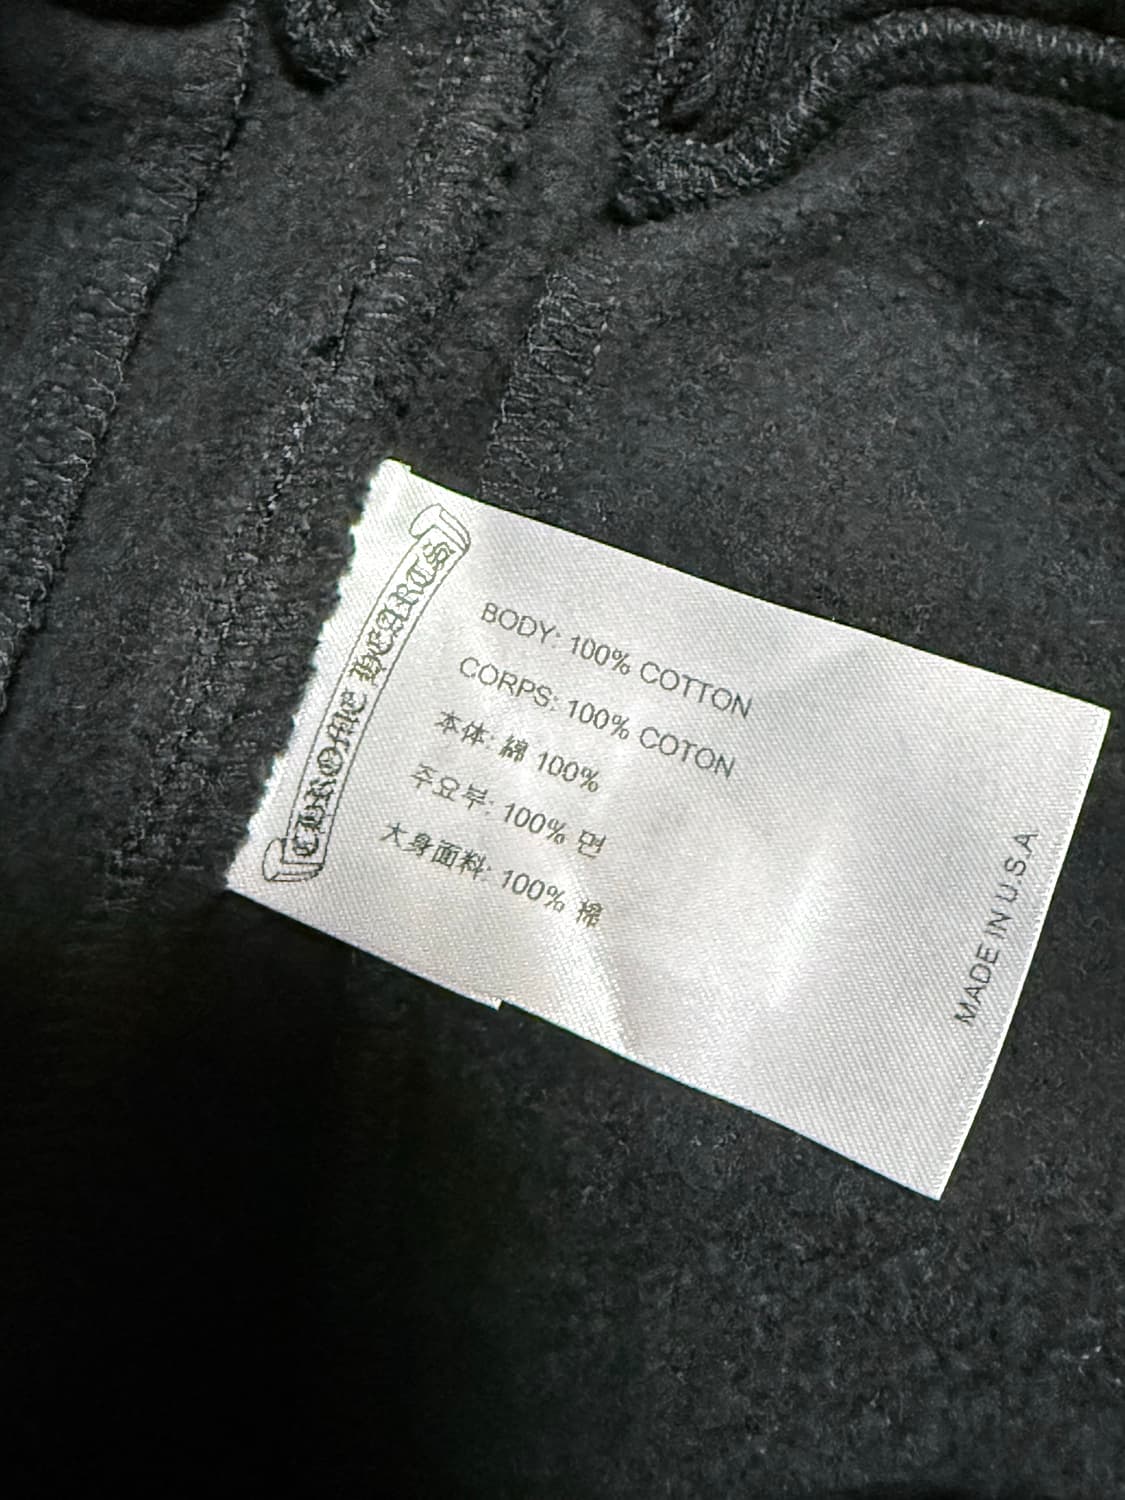 CHROME HEARTS
BODY: 100% COTTON
CORPS: 100% COTON
本体: 綿 100%
주요부: 100% 면
大身面料: 100% 棉
MADE IN U.S.A.